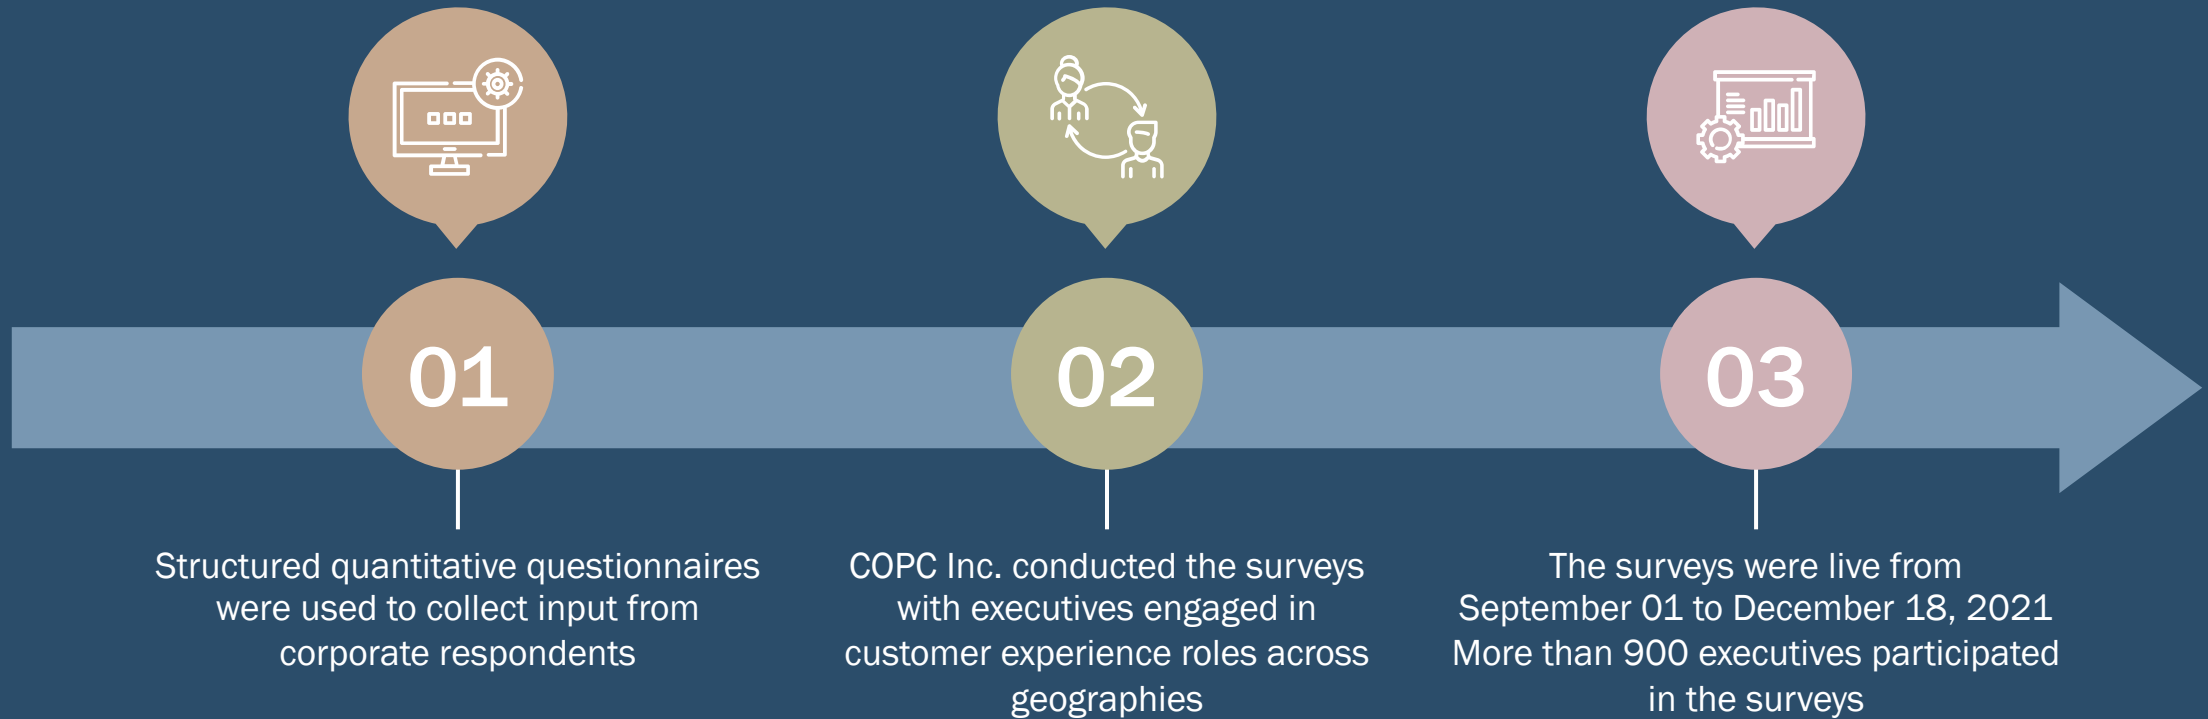 01
Structured quantitative questionnaires
were used to collect input from
corporate respondents
02
COPC Inc. conducted the surveys
with executives engaged in
customer experience roles across
geographies
03
The surveys were live from
September 01 to December 18, 2021
More than 900 executives participated
in the surveys